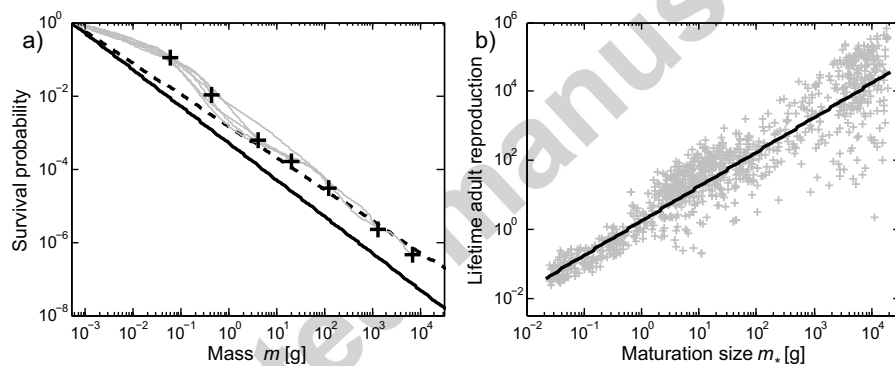 a)
10^0
10^-2
10^-4
10^-6
10^-8
Survival probability
10^-3 10^-2 10^-1 10^0 10^1 10^2 10^3 10^4
Mass m [g]
b)
10^6
10^4
10^2
10^0
10^-2
Lifetime adult reproduction
10^-2 10^-1 10^0 10^1 10^2 10^3 10^4
Maturation size m* [g]
ted manus